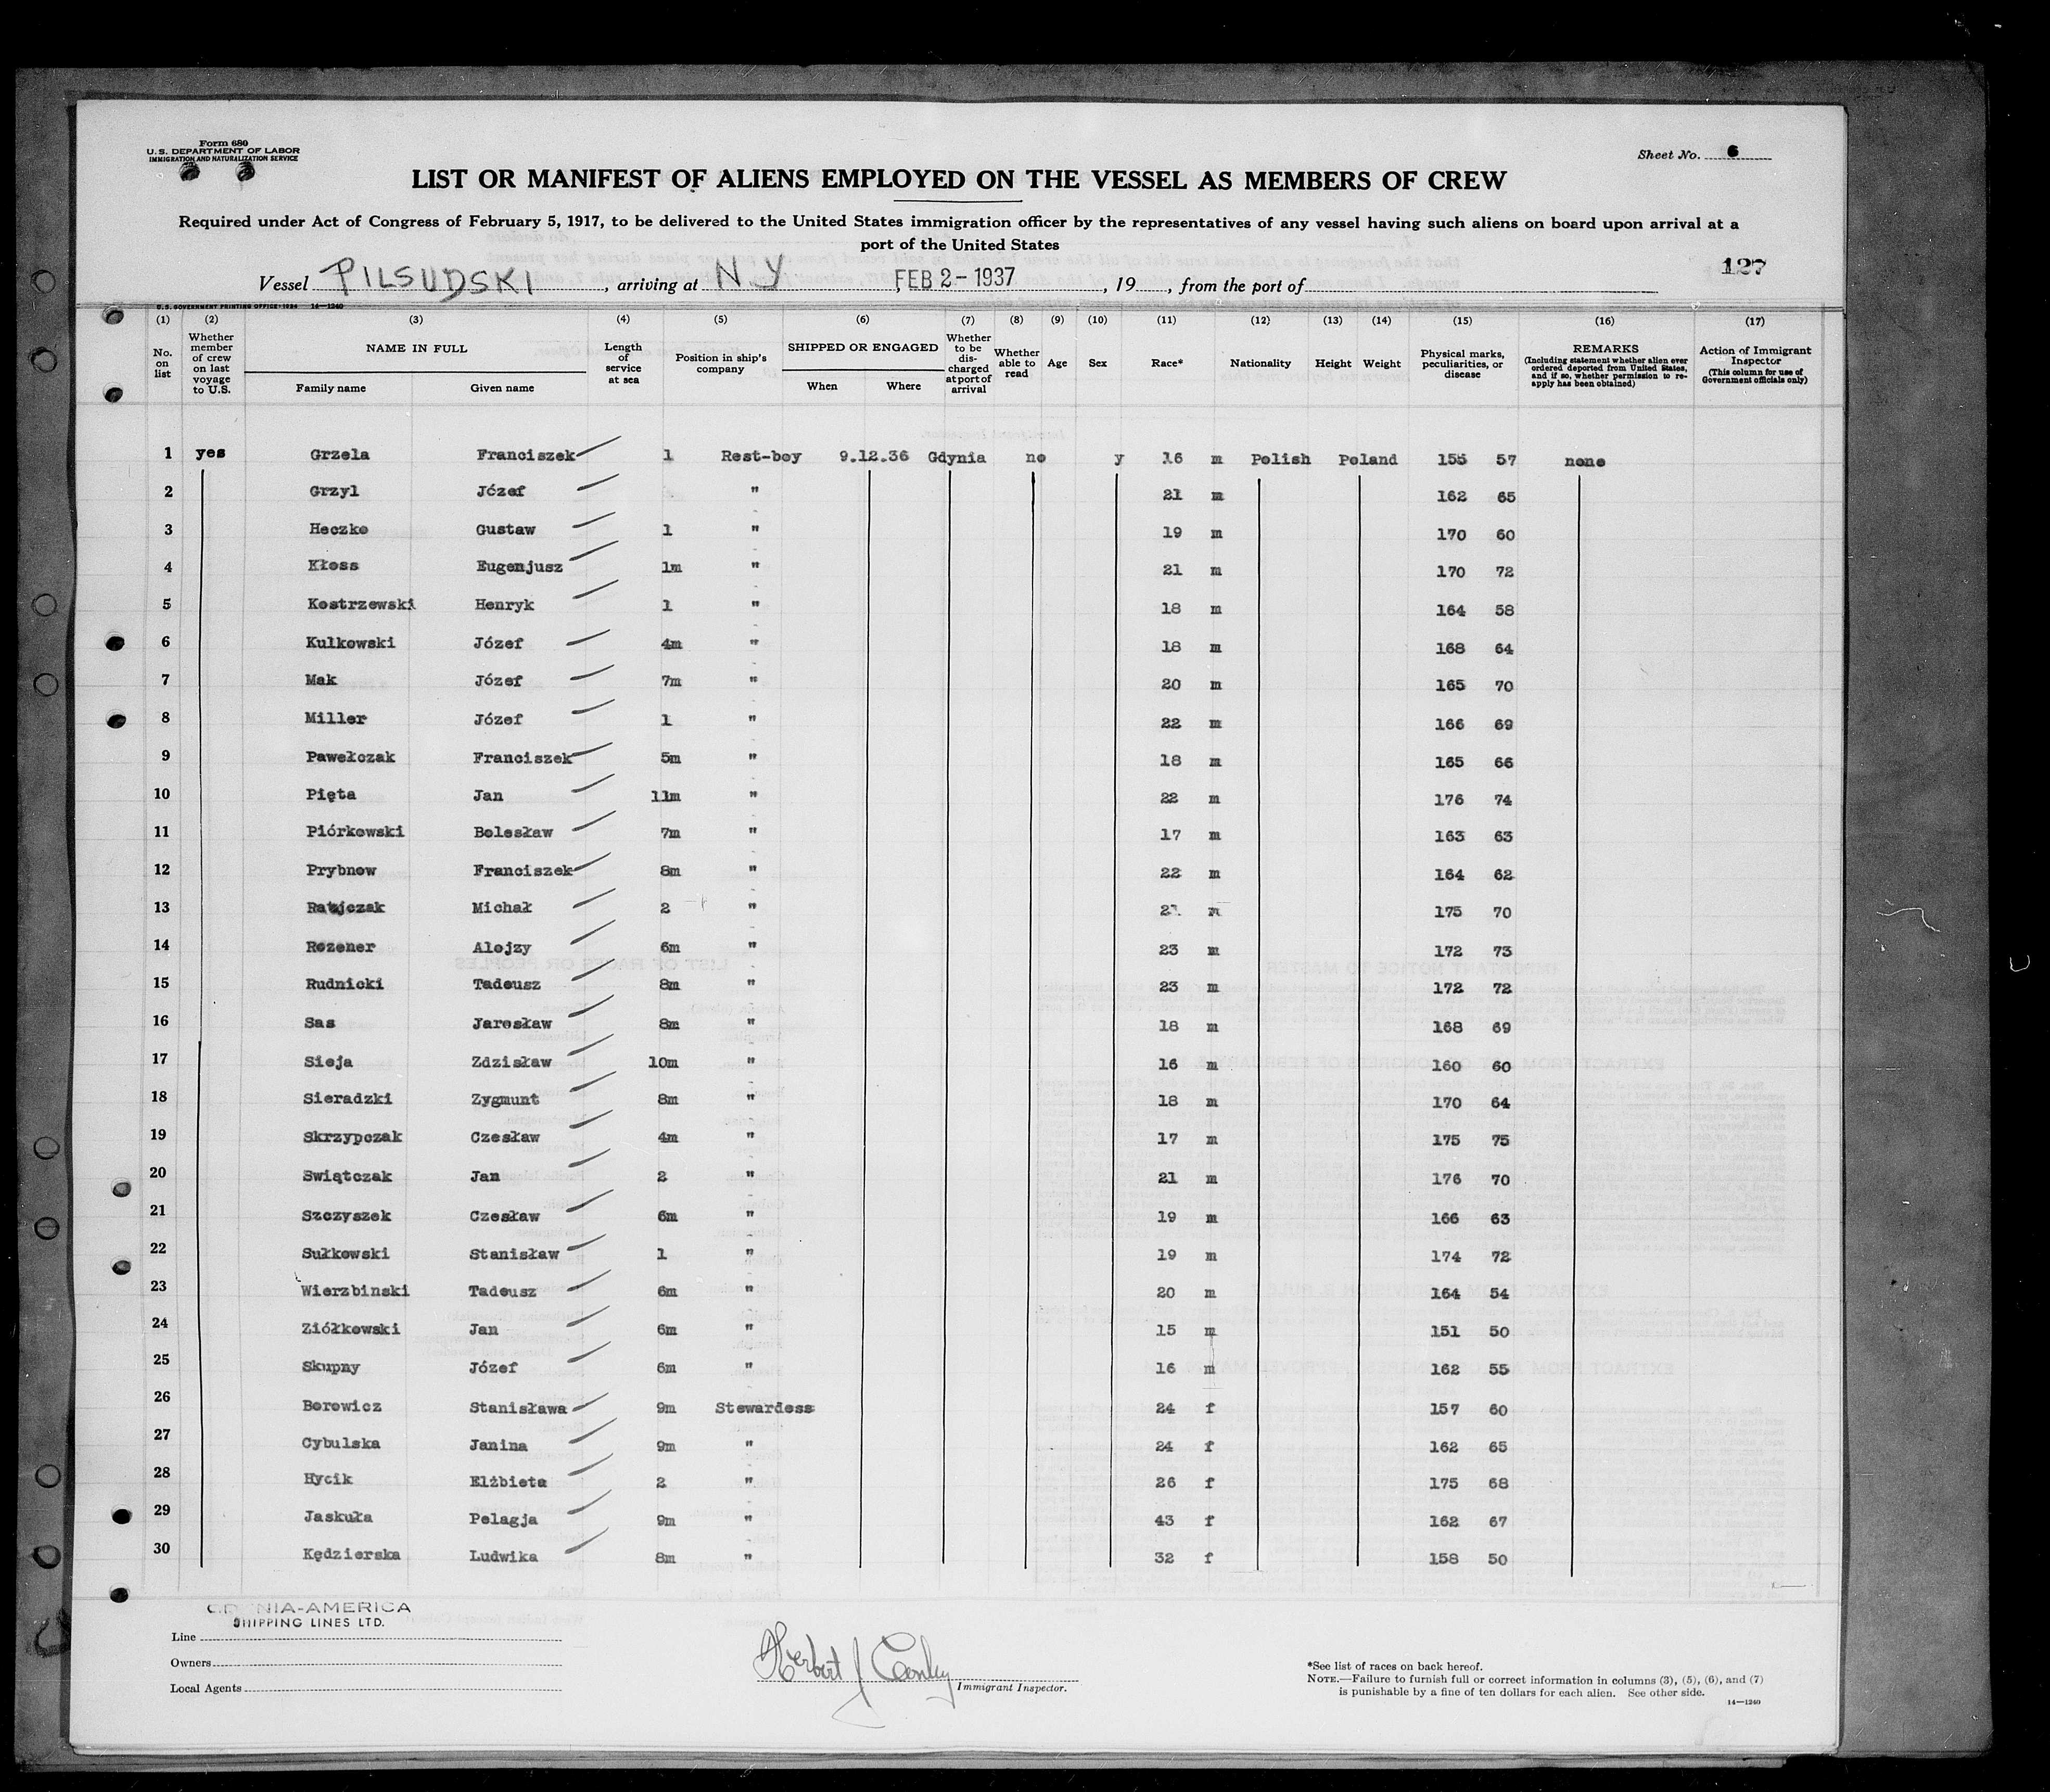 Form 680
U. S. DEPARTMENT OF LABOR
IMMIGRATION AND NATURALIZATION SERVICE
Sheet No. 6
LIST OR MANIFEST OF ALIENS EMPLOYED ON THE VESSEL AS MEMBERS OF CREW
Required under Act of Congress of February 5, 1917, to be delivered to the United States immigration officer by the representatives of any vessel having such aliens on board upon arrival at a
port of the United States
127
Vessel PILSUDSKI, arriving at N Y FEB 2 - 1937, 19, from the port of
U. S. GOVERNMENT PRINTING OFFICE: 1934 14—1240
(1) (2) (3) (4) (5) (6) (7) (8) (9) (10) (11) (12) (13) (14) (15) (16) (17)
No. on list
Whether member of crew on last voyage to U.S.
NAME IN FULL
Family name Given name
Length of service at sea
Position in ship's company
SHIPPED OR ENGAGED
When Where
Whether to be discharged at port of arrival
Whether able to read
Age
Sex
Race*
Nationality
Height
Weight
Physical marks, peculiarities, or disease
REMARKS
(Including statement whether alien ever ordered deported from United States, and if so, whether permission to re-apply has been obtained)
Action of Immigrant Inspector
(This column for use of Government officials only)
1 yes Grzela Franciszek 1 Rest-boy 9.12.36 Gdynia no y 16 m Polish Poland 155 57 none
2 Grzyl Józef " 21 m 162 65
3 Heczko Gustaw 1 " 19 m 170 60
4 Kłoss Eugenjusz 1m " 21 m 170 72
5 Kostrzewski Henryk 1 " 18 m 164 58
6 Kulkowski Józef 4m " 18 m 168 64
7 Mak Józef 7m " 20 m 165 70
8 Miller Józef 1 " 22 m 166 69
9 Pawełczak Franciszek 5m " 18 m 165 66
10 Pięta Jan 11m " 22 m 176 74
11 Piórkowski Bolesław 7m " 17 m 163 63
12 Prybnow Franciszek 8m " 22 m 164 62
13 Ratajczak Michał 2 " m 175 70
14 Rozener Alojzy 6m " 23 m 172 73
15 Rudnicki Tadeusz 8m " 23 m 172 72
16 Sas Jarosław 8m " 18 m 168 69
17 Sieja Zdzisław 10m " 16 m 160 60
18 Sieradzki Zygmunt 8m " 18 m 170 64
19 Skrzypczak Czesław 4m " 17 m 175 75
20 Swiątczak Jan 2 " 21 m 176 70
21 Szczyszek Czesław 6m " 19 m 166 63
22 Sułkowski Stanisław 1 " 19 m 174 72
23 Wierzbinski Tadeusz 6m " 20 m 164 54
24 Ziółkowski Jan 6m " 15 m 151 50
25 Skupny Józef 6m " 16 m 162 55
26 Borowicz Stanisława 9m Stewardess 24 f 157 60
27 Cybulska Janina 9m " 24 f 162 65
28 Hycik Elżbieta 2 " 26 f 175 68
29 Jaskuła Pelagja 9m " 43 f 162 67
30 Kędzierska Ludwika 8m " 32 f 158 50
GDYNIA-AMERICA
SHIPPING LINES LTD.
Line
Owners
Local Agents
Herbert J Conley
Immigrant Inspector.
*See list of races on back hereof.
NOTE.—Failure to furnish full or correct information in columns (3), (5), (6), and (7)
is punishable by a fine of ten dollars for each alien. See other side.
14—1240